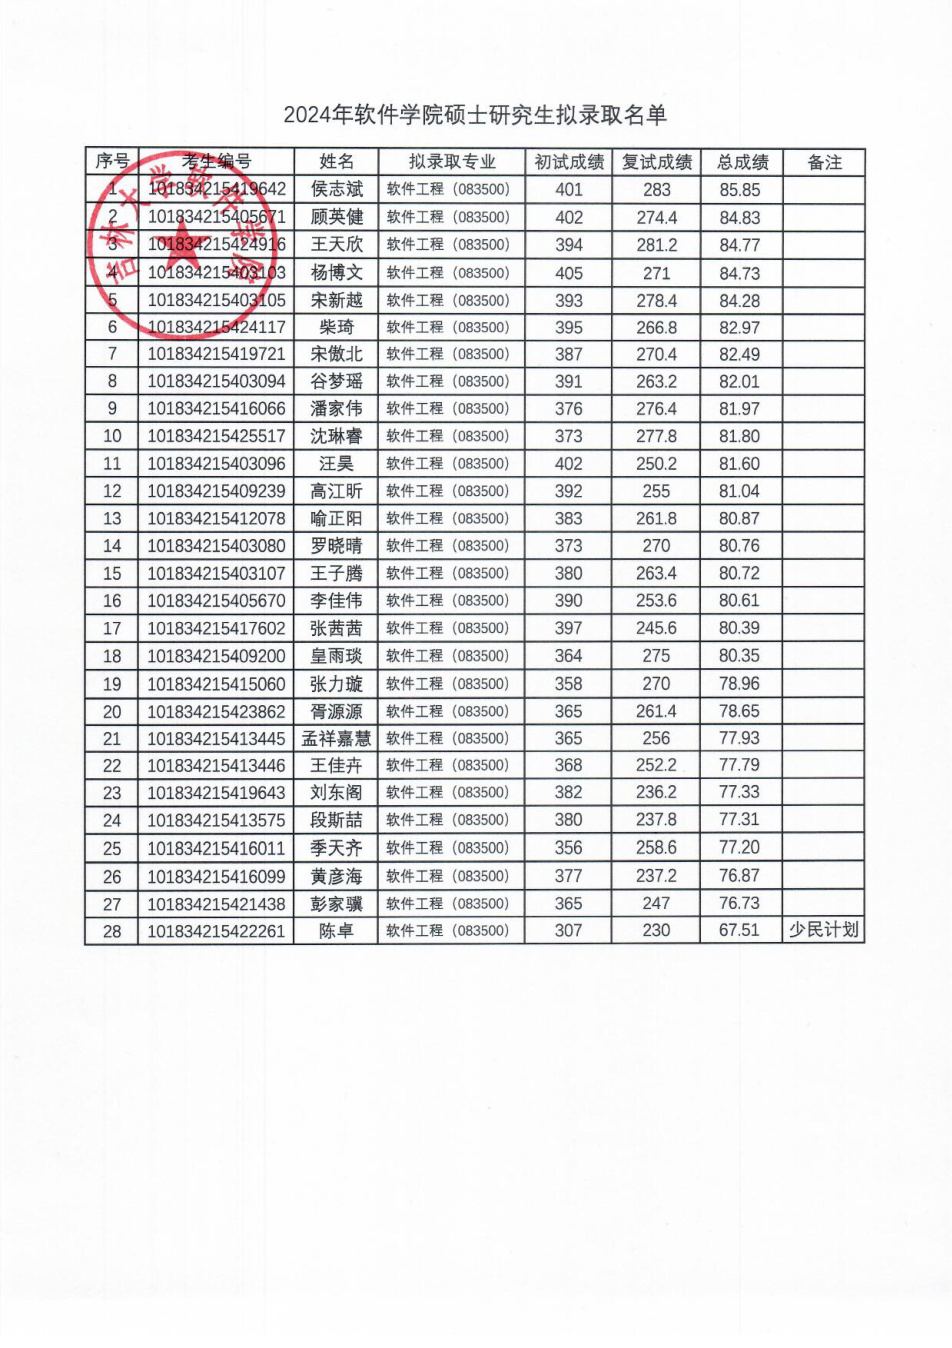 2024年软件学院硕士研究生拟录取名单
序号 考生编号 姓名 拟录取专业 初试成绩 复试成绩 总成绩 备注
1 101834215419642 侯志斌 软件工程（083500） 401 283 85.85
2 101834215405671 顾英健 软件工程（083500） 402 274.4 84.83
3 101834215424916 王天欣 软件工程（083500） 394 281.2 84.77
4 101834215403103 杨博文 软件工程（083500） 405 271 84.73
5 101834215403105 宋新越 软件工程（083500） 393 278.4 84.28
6 101834215424117 柴琦 软件工程（083500） 395 266.8 82.97
7 101834215419721 宋傲北 软件工程（083500） 387 270.4 82.49
8 101834215403094 谷梦瑶 软件工程（083500） 391 263.2 82.01
9 101834215416066 潘家伟 软件工程（083500） 376 276.4 81.97
10 101834215425517 沈琳睿 软件工程（083500） 373 277.8 81.80
11 101834215403096 汪昊 软件工程（083500） 402 250.2 81.60
12 101834215409239 高江昕 软件工程（083500） 392 255 81.04
13 101834215412078 喻正阳 软件工程（083500） 383 261.8 80.87
14 101834215403080 罗晓晴 软件工程（083500） 373 270 80.76
15 101834215403107 王子腾 软件工程（083500） 380 263.4 80.72
16 101834215405670 李佳伟 软件工程（083500） 390 253.6 80.61
17 101834215417602 张茜茜 软件工程（083500） 397 245.6 80.39
18 101834215409200 皇雨琰 软件工程（083500） 364 275 80.35
19 101834215415060 张力璇 软件工程（083500） 358 270 78.96
20 101834215423862 胥源源 软件工程（083500） 365 261.4 78.65
21 101834215413445 孟祥嘉慧 软件工程（083500） 365 256 77.93
22 101834215413446 王佳卉 软件工程（083500） 368 252.2 77.79
23 101834215419643 刘东阁 软件工程（083500） 382 236.2 77.33
24 101834215413575 段斯喆 软件工程（083500） 380 237.8 77.31
25 101834215416011 季天齐 软件工程（083500） 356 258.6 77.20
26 101834215416099 黄彦海 软件工程（083500） 377 237.2 76.87
27 101834215421438 彭家骥 软件工程（083500） 365 247 76.73
28 101834215422261 陈卓 软件工程（083500） 307 230 67.51 少民计划
吉林大学软件学院